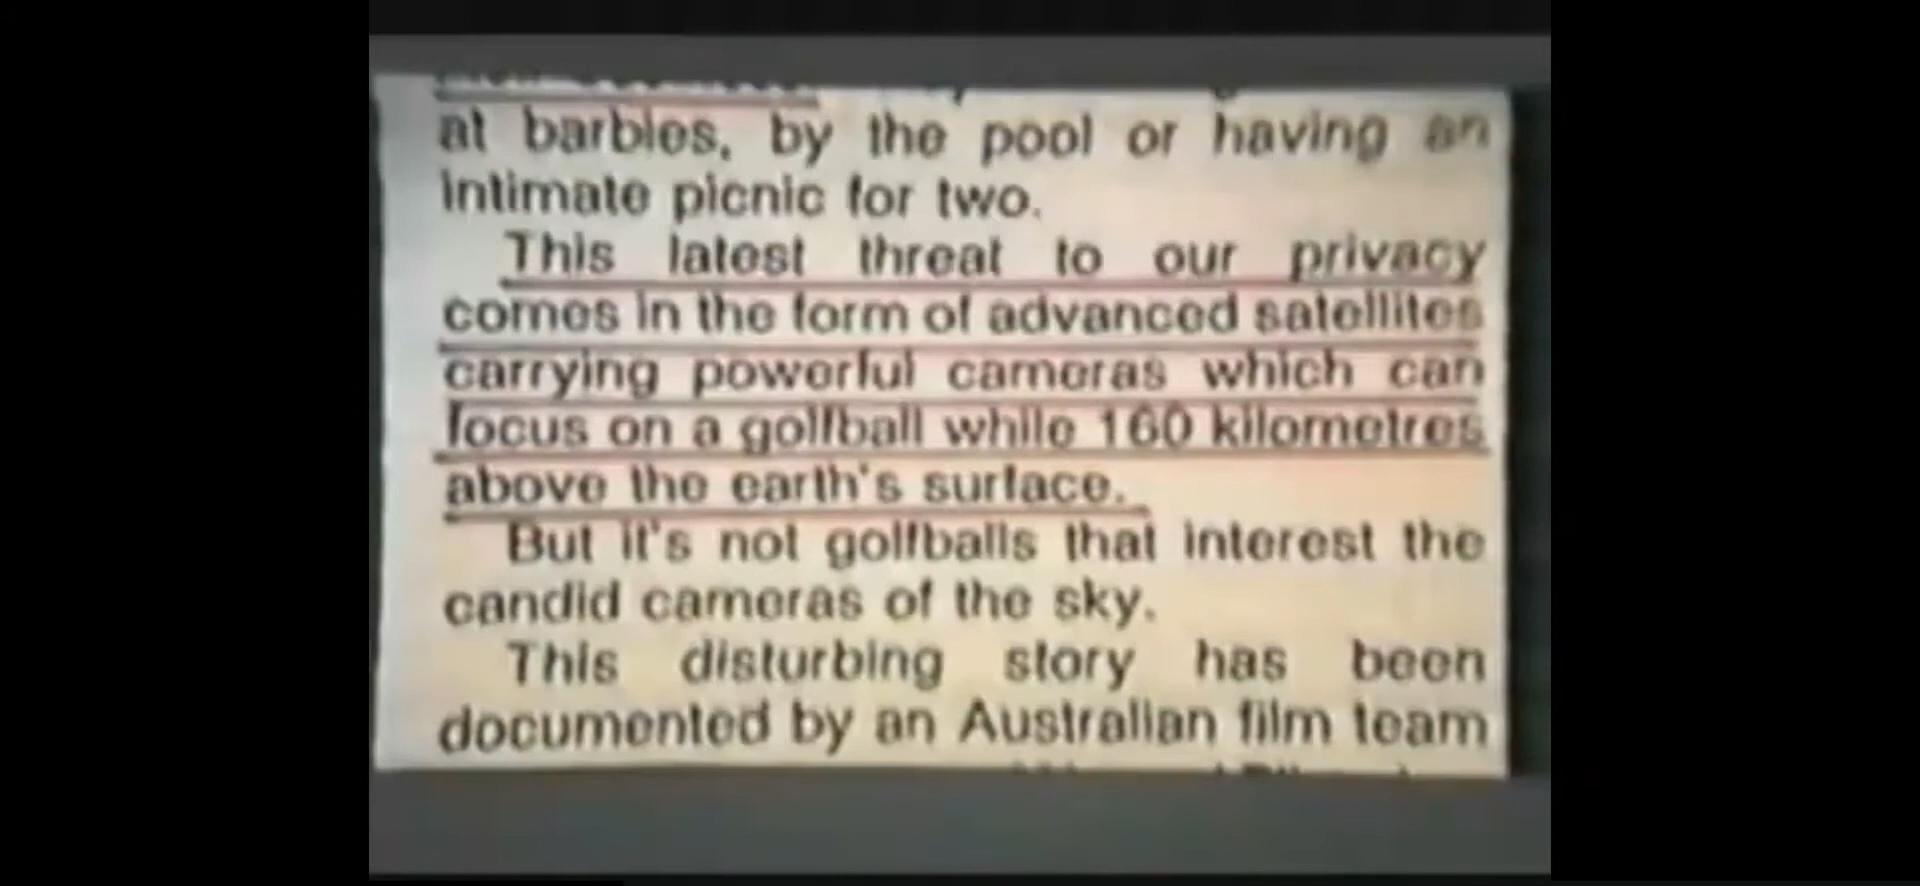 at barbies, by the pool or having an
intimate picnic for two.
This latest threat to our privacy
comes in the form of advanced satellites
carrying powerful cameras which can
focus on a golfball while 160 kilometres
above the earth's surface.
But it's not golfballs that interest the
candid cameras of the sky.
This disturbing story has been
documented by an Australian film team